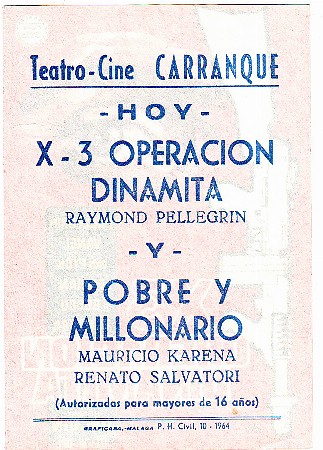 Teatro-Cine CARRANQUE
- HOY -
X - 3 OPERACION
DINAMITA
RAYMOND PELLEGRIN
- Y -
POBRE Y
MILLONARIO
MAURICIO KARENA
RENATO SALVATORI
(Autorizadas para mayores de 16 años)
GRAFICARA.-MALAGA P. H. Civil, 10 - 1964